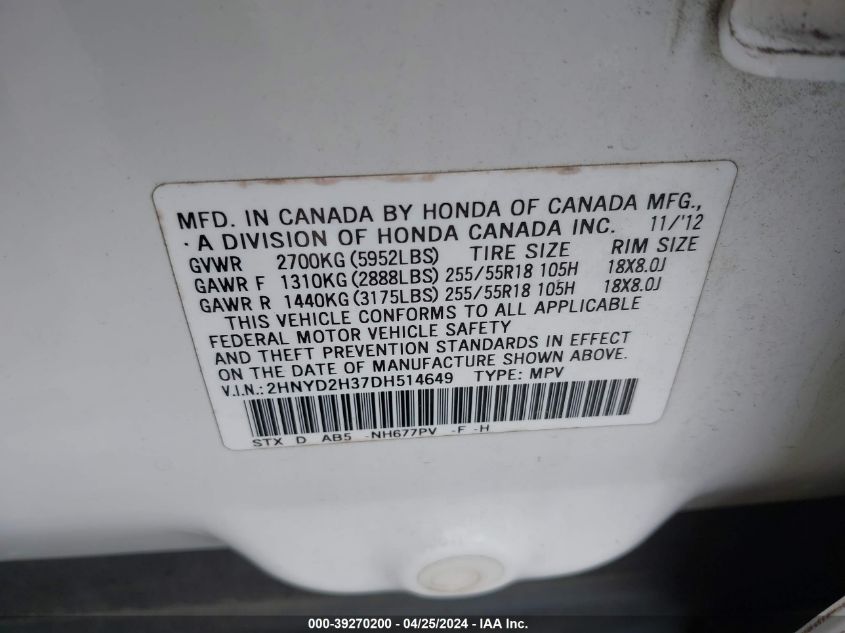 MFD. IN CANADA BY HONDA OF CANADA MFG.,
· A DIVISION OF HONDA CANADA INC. 11/'12
GVWR 2700KG (5952LBS) TIRE SIZE RIM SIZE
GAWR F 1310KG (2888LBS) 255/55R18 105H 18X8.0J
GAWR R 1440KG (3175LBS) 255/55R18 105H 18X8.0J
THIS VEHICLE CONFORMS TO ALL APPLICABLE
FEDERAL MOTOR VEHICLE SAFETY
AND THEFT PREVENTION STANDARDS IN EFFECT
ON THE DATE OF MANUFACTURE SHOWN ABOVE.
V.I.N.: 2HNYD2H37DH514649 TYPE: MPV
STX D AB5 -NH677PV -F -H
000-39270200 - 04/25/2024 - IAA Inc.